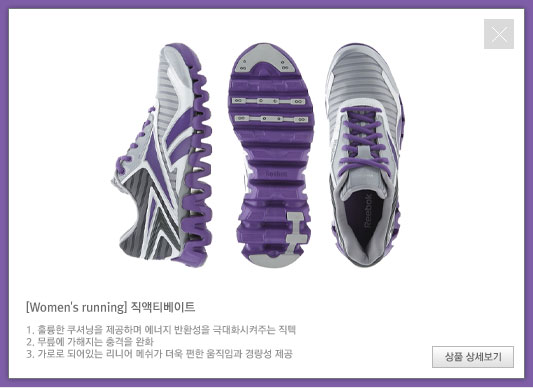 Reebok
Reebok
[Women's running] 직액티베이트
1. 훌륭한 쿠셔닝을 제공하며 에너지 반환성을 극대화시켜주는 직텍
2. 무릎에 가해지는 충격을 완화
3. 가로로 되어있는 리니어 메쉬가 더욱 편한 움직임과 경량성 제공
상품 상세보기